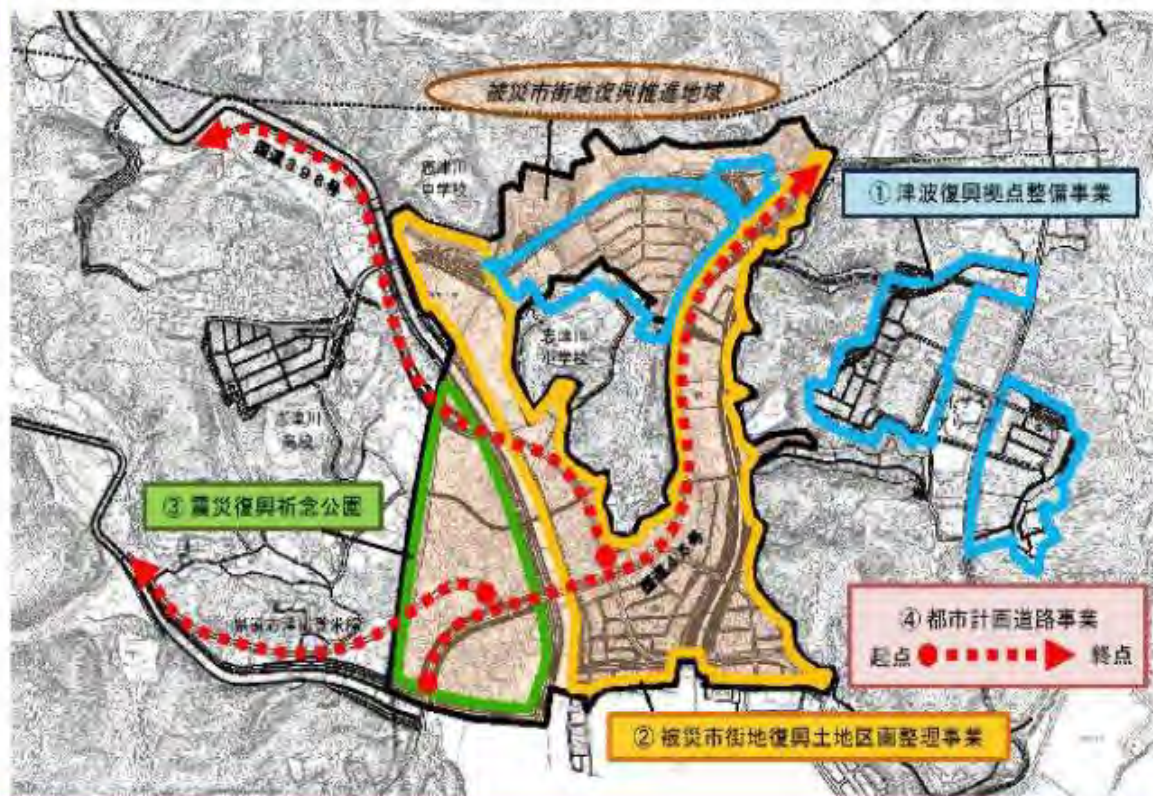 被災市街地復興推進地域
国道398号
志津川
中学校
① 津波復興拠点整備事業
志津川
小学校
志津川
高校
③ 震災復興祈念公園
国道45号
④ 都市計画道路事業
起点
終点
② 被災市街地復興土地区画整理事業